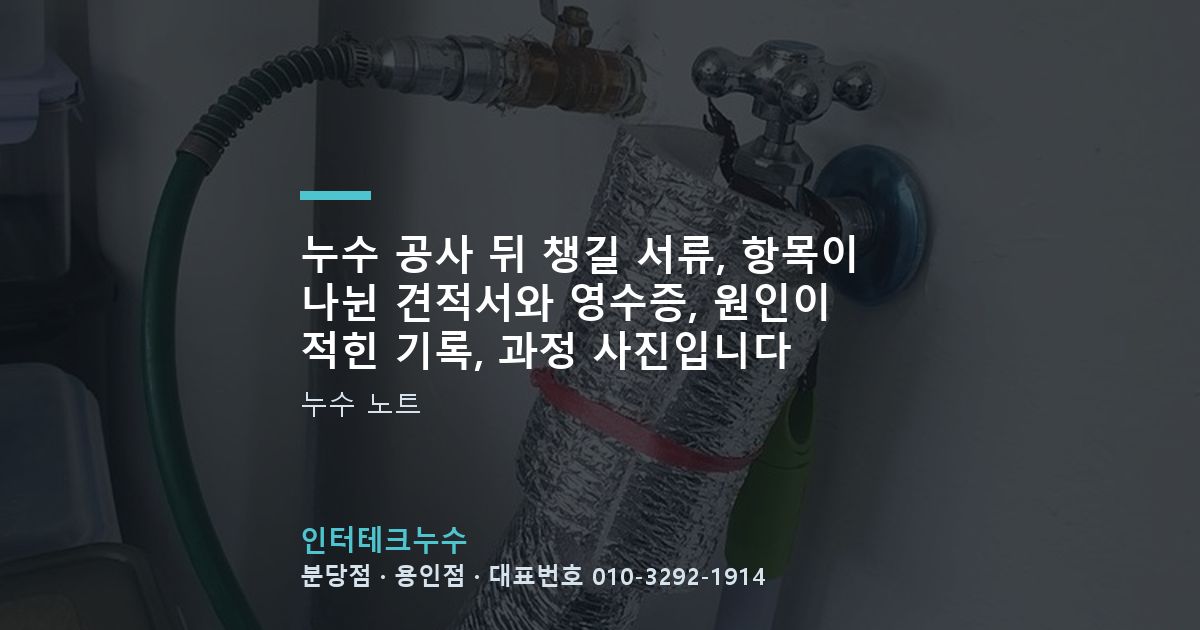 누수 공사 뒤 챙길 서류, 항목이
나뉜 견적서와 영수증, 원인이
적힌 기록, 과정 사진입니다
누수 노트
인터테크누수
분당점 · 용인점 · 대표번호 010-3292-1914